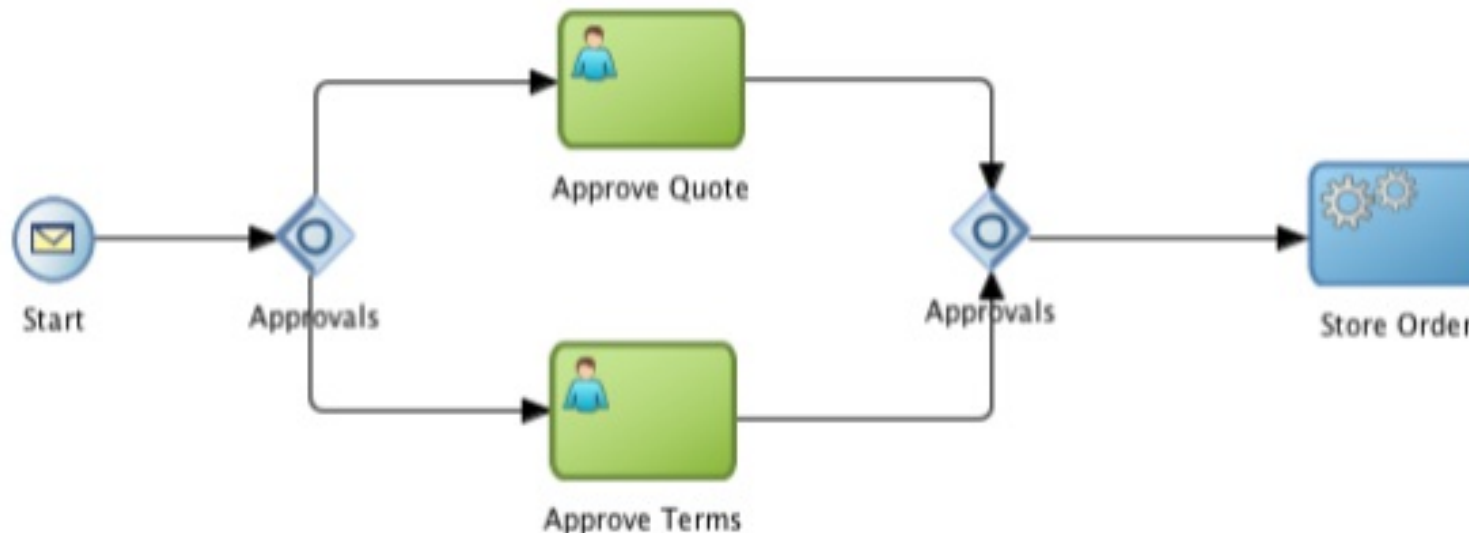 Approve Quote
Start
Approvals
Approvals
Store Order
Approve Terms